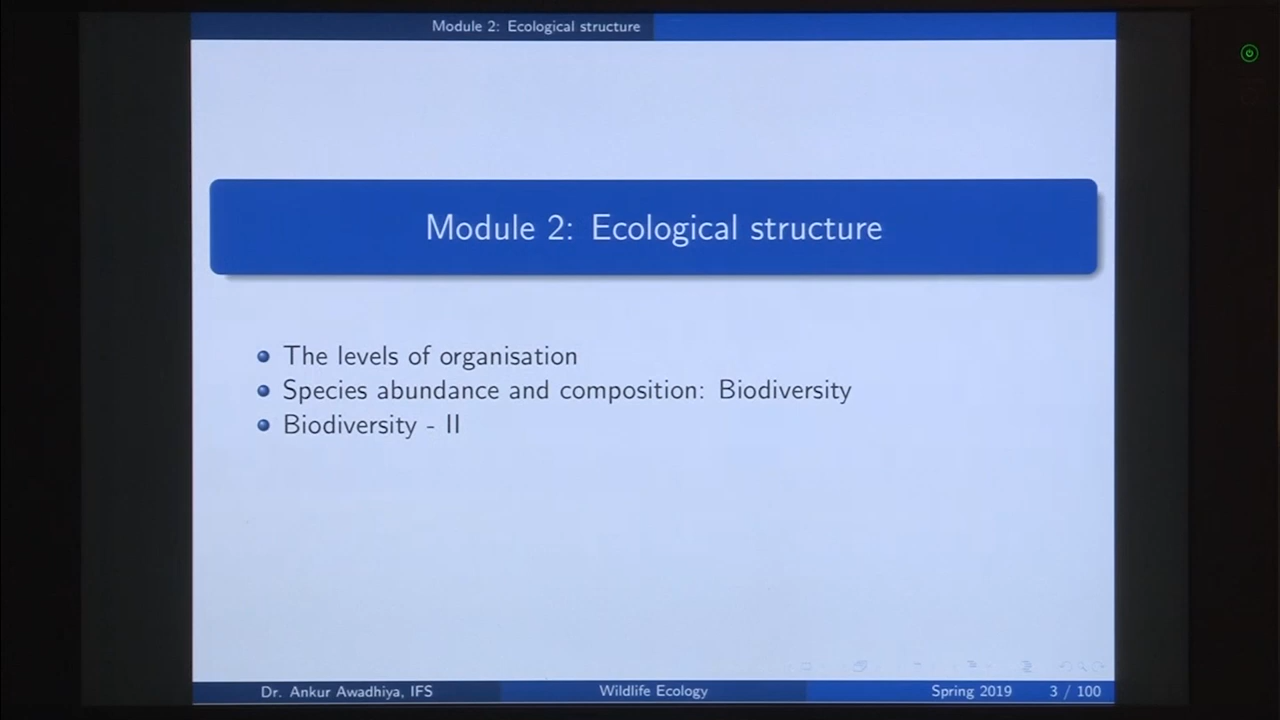 Module 2: Ecological structure
Module 2: Ecological structure
The levels of organisation
Species abundance and composition: Biodiversity
Biodiversity - II
Dr. Ankur Awadhiya, IFS Wildlife Ecology Spring 2019 3 / 100